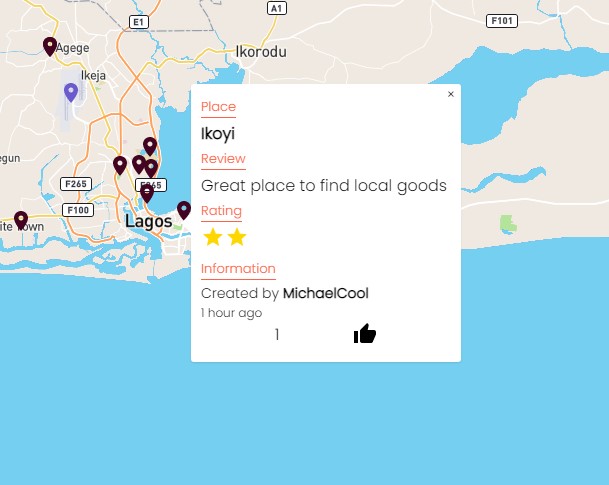 A1
E1
F101
Agege
Ikorodu
Ikeja
×
Place
Ikoyi
Review
Great place to find local goods
Rating
Information
Created by MichaelCool
1 hour ago
1
egun
F265
F265
F100
ite Town
Lagos